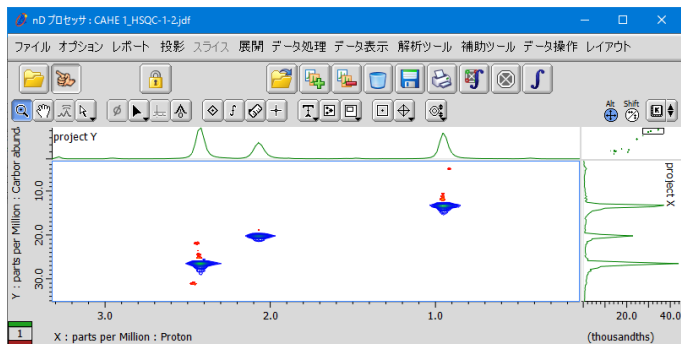 nD プロセッサ : CAHE 1_HSQC-1-2.jdf
ファイル オプション レポート 投影 スライス 展開 データ処理 データ表示 解析ツール 補助ツール データ操作 レイアウト
Alt Shift
project Y
project X
Y : parts per Million : Carbor abund
10.0
20.0
30.0
3.0 2.0 1.0
20.0 40.0
1
X : parts per Million : Proton
(thousandths)